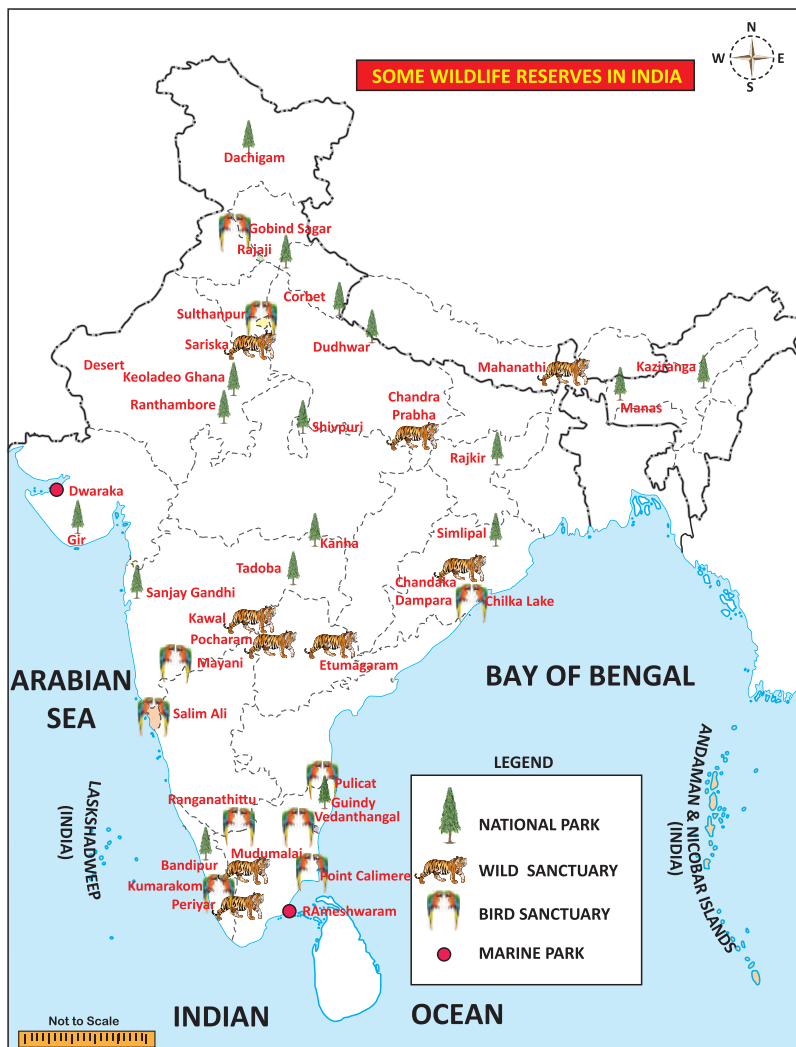 N
W E
S
SOME WILDLIFE RESERVES IN INDIA
Dachigam
Gobind Sagar
Rajaji
Corbet
Sulthanpur
Dudhwar
Sariska
Mahanathi
Kaziranga
Desert
Keoladeo Ghana
Manas
Chandra
Prabha
Ranthambore
Shivpuri
Rajkir
Dwaraka
Gir
Kanha
Simlipal
Tadoba
Chandaka
Dampara
Sanjay Gandhi
Chilka Lake
Kawal
Pocharam
Etumagaram
Mayani
ARABIAN
SEA
BAY OF BENGAL
Salim Ali
LASKSHADWEEP
(INDIA)
ANDAMAN & NICOBAR ISLANDS
(INDIA)
Pulicat
Guindy
Ranganathittu
Vedanthangal
Mudumalai
Bandipur
Point Calimere
Kumarakom
Periyar
RAmeshwaram
LEGEND
NATIONAL PARK
WILD SANCTUARY
BIRD SANCTUARY
MARINE PARK
INDIAN OCEAN
Not to Scale